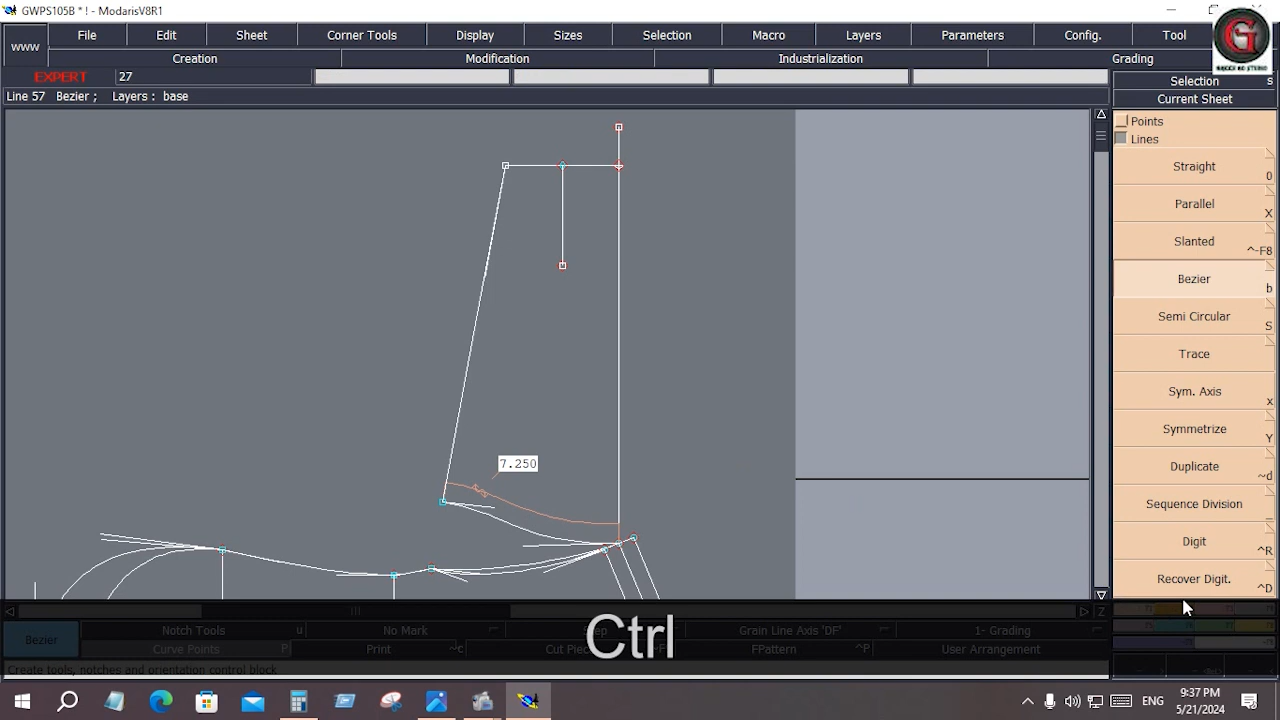 GWPS105B * ! - ModarisV8R1
www
File Edit Sheet Corner Tools Display Sizes Selection Macro Layers Parameters Config. Tool
Creation Modification Industrialization Grading
EXPERT 27
Line 57 Bezier ; Layers : base
Selection s
Current Sheet
Points
Lines
Straight 0
Parallel X
Slanted ^-F8
Bezier b
Semi Circular S
Trace
Sym. Axis x
Symmetrize Y
Duplicate ~d
Sequence Division _
Digit ^R
Recover Digit. ^D
7.250
Z
Bezier
Notch Tools u No Mark Step Grain Line Axis 'DF' 1- Grading
Curve Points P Print ~c Cut Piece ~F FPattern ^P User Arrangement
Create tools, notches and orientation control block
Ctrl
ENG
9:37 PM
5/21/2024